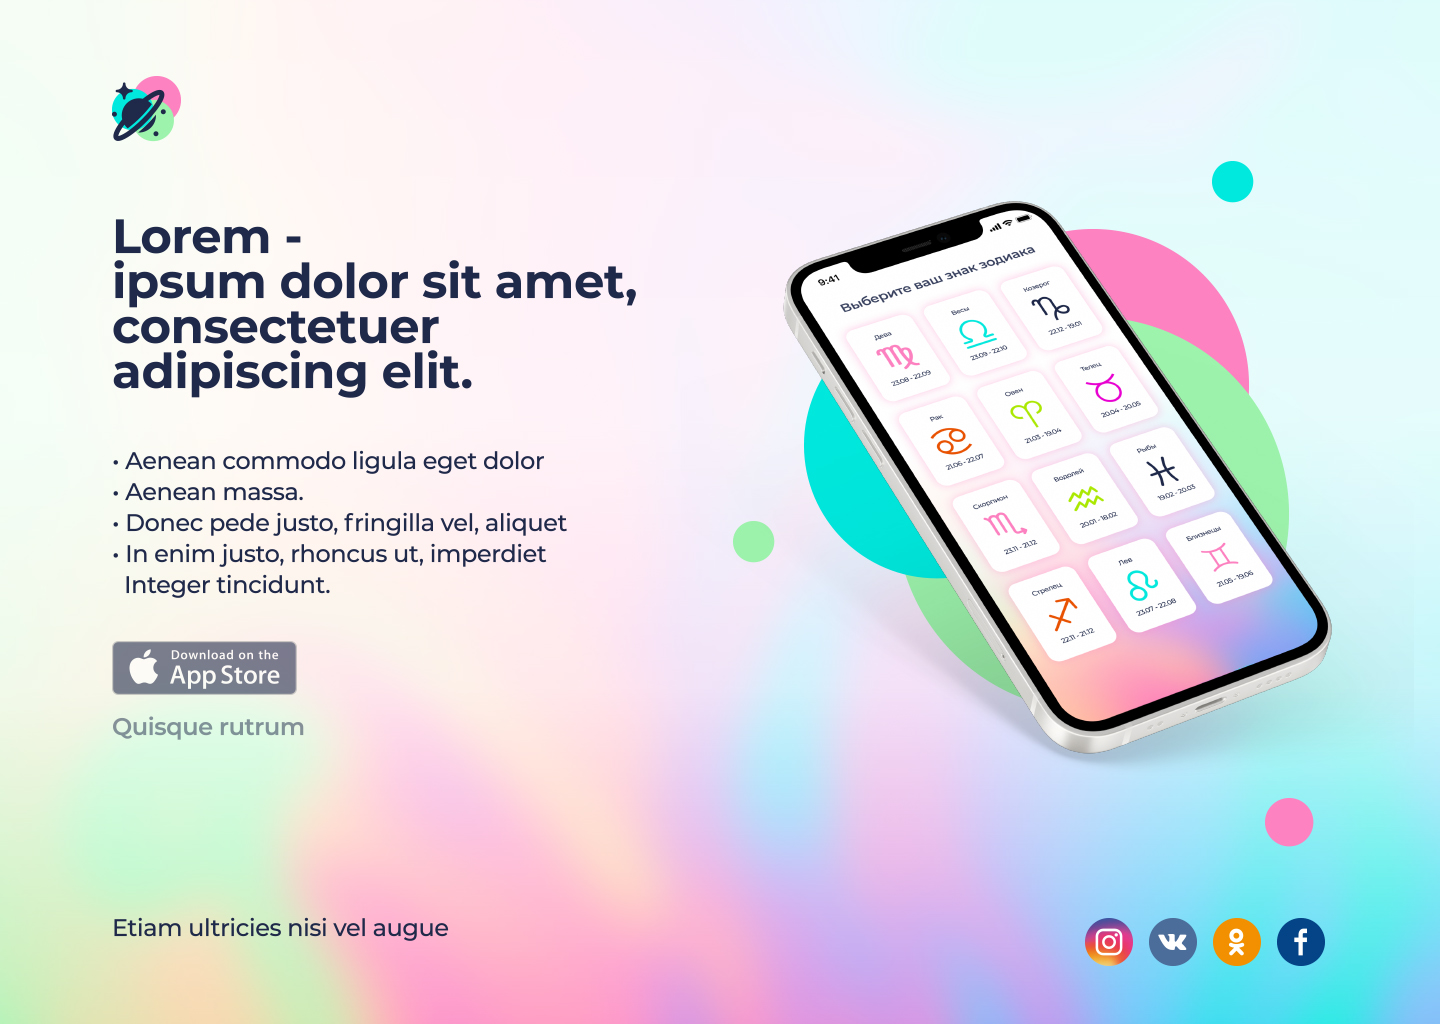 Lorem -
ipsum dolor sit amet,
consectetuer
adipiscing elit.
• Aenean commodo ligula eget dolor
• Aenean massa.
• Donec pede justo, fringilla vel, aliquet
• In enim justo, rhoncus ut, imperdiet
Integer tincidunt.
Download on the
App Store
Quisque rutrum
Etiam ultricies nisi vel augue
9:41
Выберите ваш знак зодиака
Дева
23.08 - 22.09
Весы
23.09 - 22.10
Козерог
22.12 - 19.01
Рак
21.06 - 22.07
Овен
21.03 - 19.04
Телец
20.04 - 20.05
Скорпион
23.11 - 21.12
Водолей
20.01 - 18.02
Рыбы
19.02 - 20.03
Стрелец
22.11 - 21.12
Лев
23.07 - 22.08
Близнецы
21.05 - 19.06